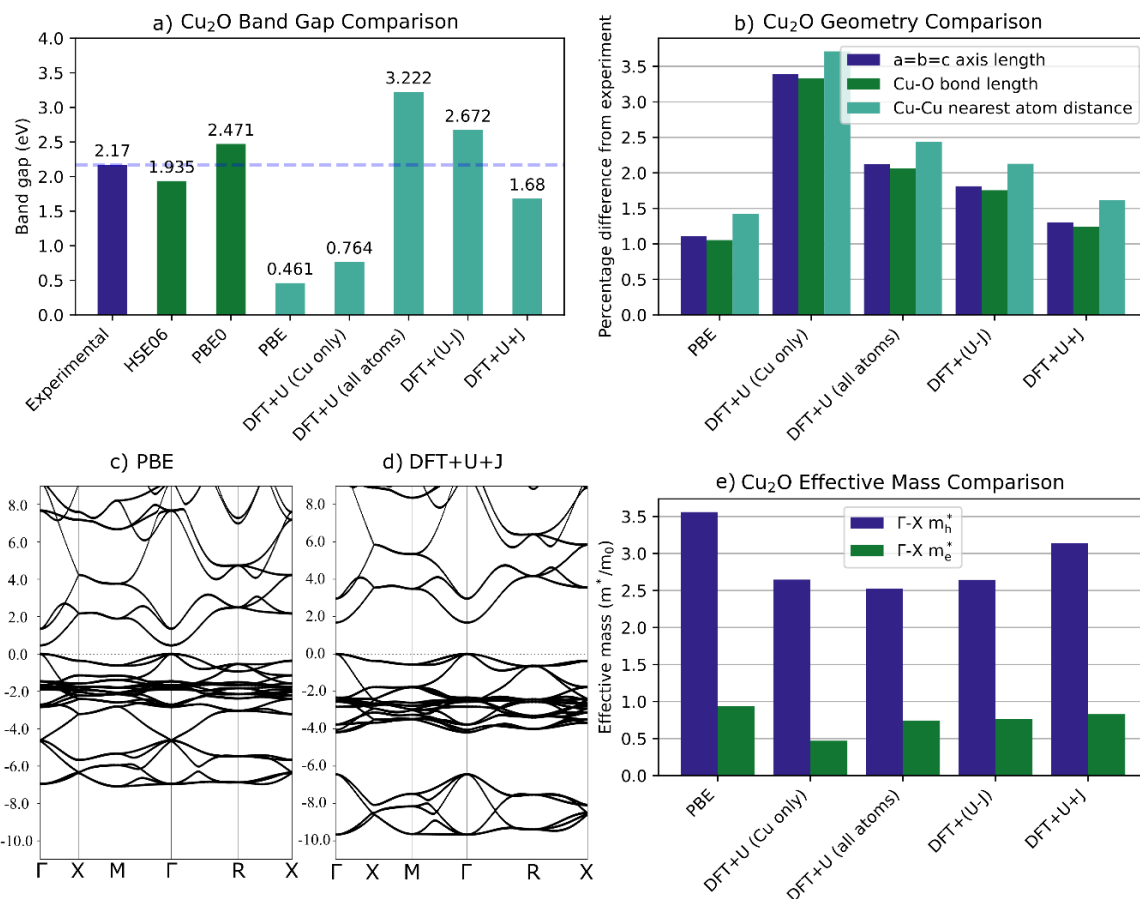 a) Cu₂O Band Gap Comparison
Band gap (eV)
4.0
3.5
3.0
2.5
2.0
1.5
1.0
0.5
0.0
2.17
1.935
2.471
0.461
0.764
3.222
2.672
1.68
Experimental
HSE06
PBE0
PBE
DFT+U (Cu only)
DFT+U (all atoms)
DFT+(U-J)
DFT+U+J
b) Cu₂O Geometry Comparison
Percentage difference from experiment
3.5
3.0
2.5
2.0
1.5
1.0
0.5
0.0
a=b=c axis length
Cu-O bond length
Cu-Cu nearest atom distance
PBE
DFT+U (Cu only)
DFT+U (all atoms)
DFT+(U-J)
DFT+U+J
c) PBE
8.0
6.0
4.0
2.0
0.0
-2.0
-4.0
-6.0
-8.0
-10.0
Γ X M Γ R X
d) DFT+U+J
8.0
6.0
4.0
2.0
0.0
-2.0
-4.0
-6.0
-8.0
-10.0
Γ X M Γ R X
e) Cu₂O Effective Mass Comparison
Effective mass (m*/m₀)
3.5
3.0
2.5
2.0
1.5
1.0
0.5
0.0
Γ-X m*ₕ
Γ-X m*ₑ
PBE
DFT+U (Cu only)
DFT+U (all atoms)
DFT+(U-J)
DFT+U+J